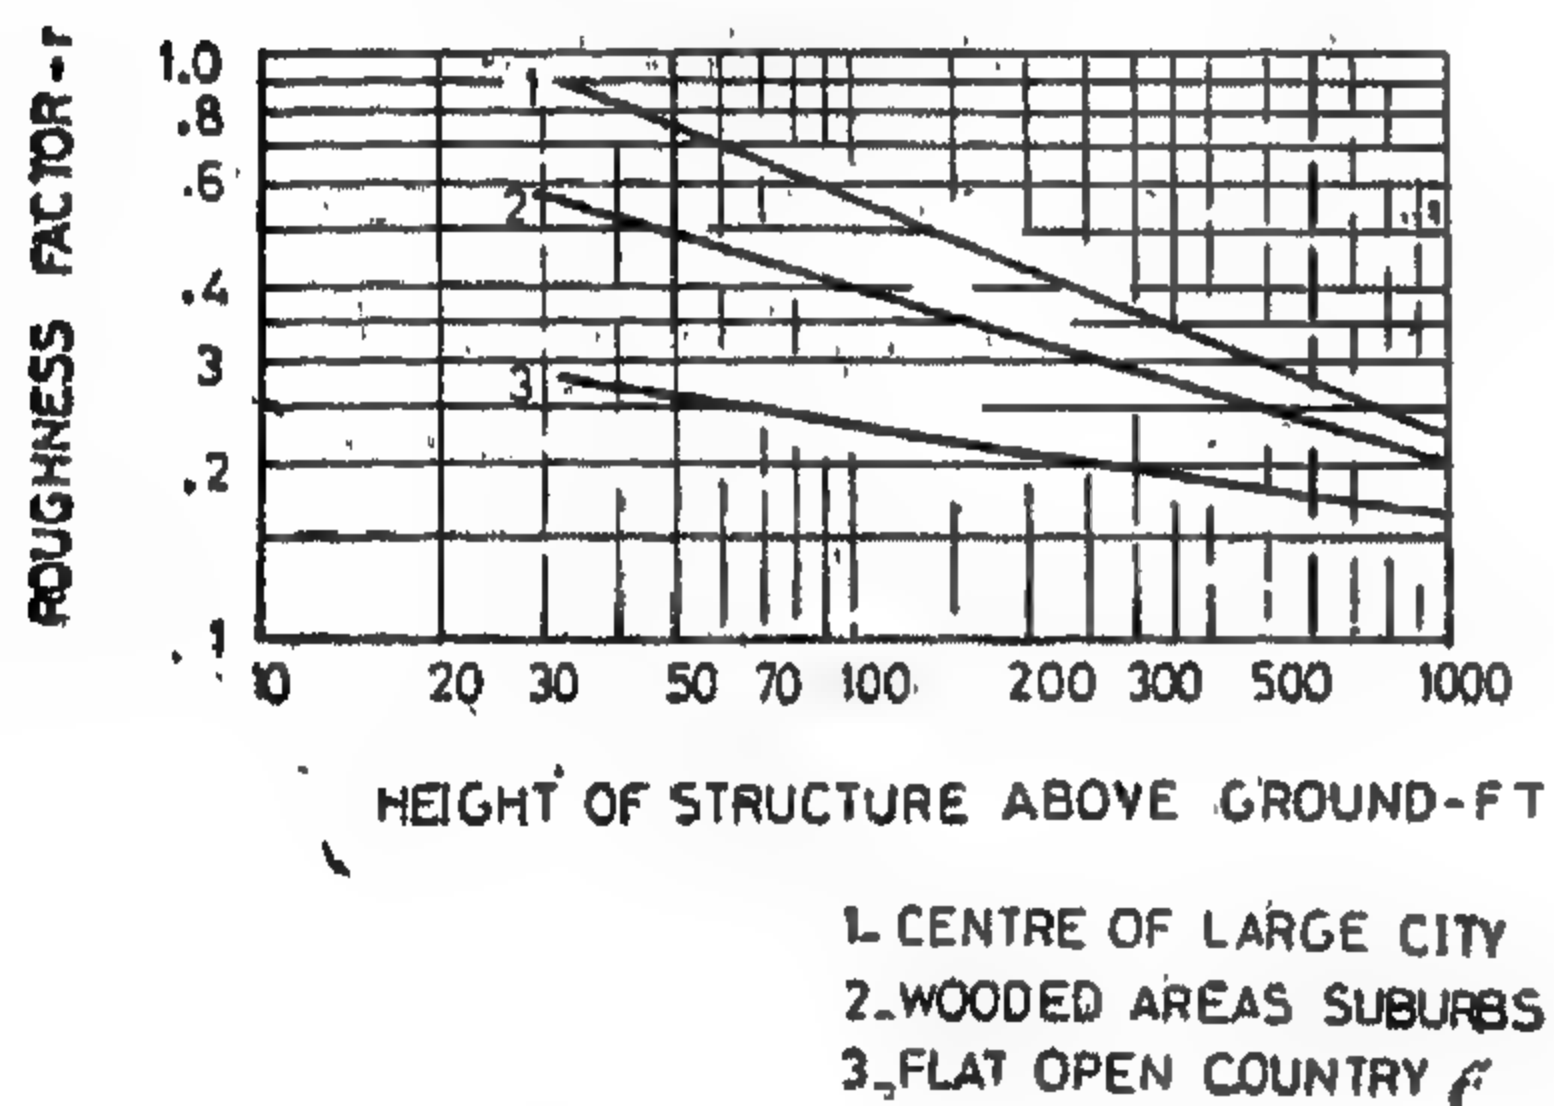 ROUGHNESS FACTOR-r
1.0
.8
.6
.4
.3
.2
.1
1
2
3
10 20 30 50 70 100 200 300 500 1000
HEIGHT OF STRUCTURE ABOVE GROUND-FT
1- CENTRE OF LARGE CITY
2-WOODED AREAS SUBURBS
3-FLAT OPEN COUNTRY